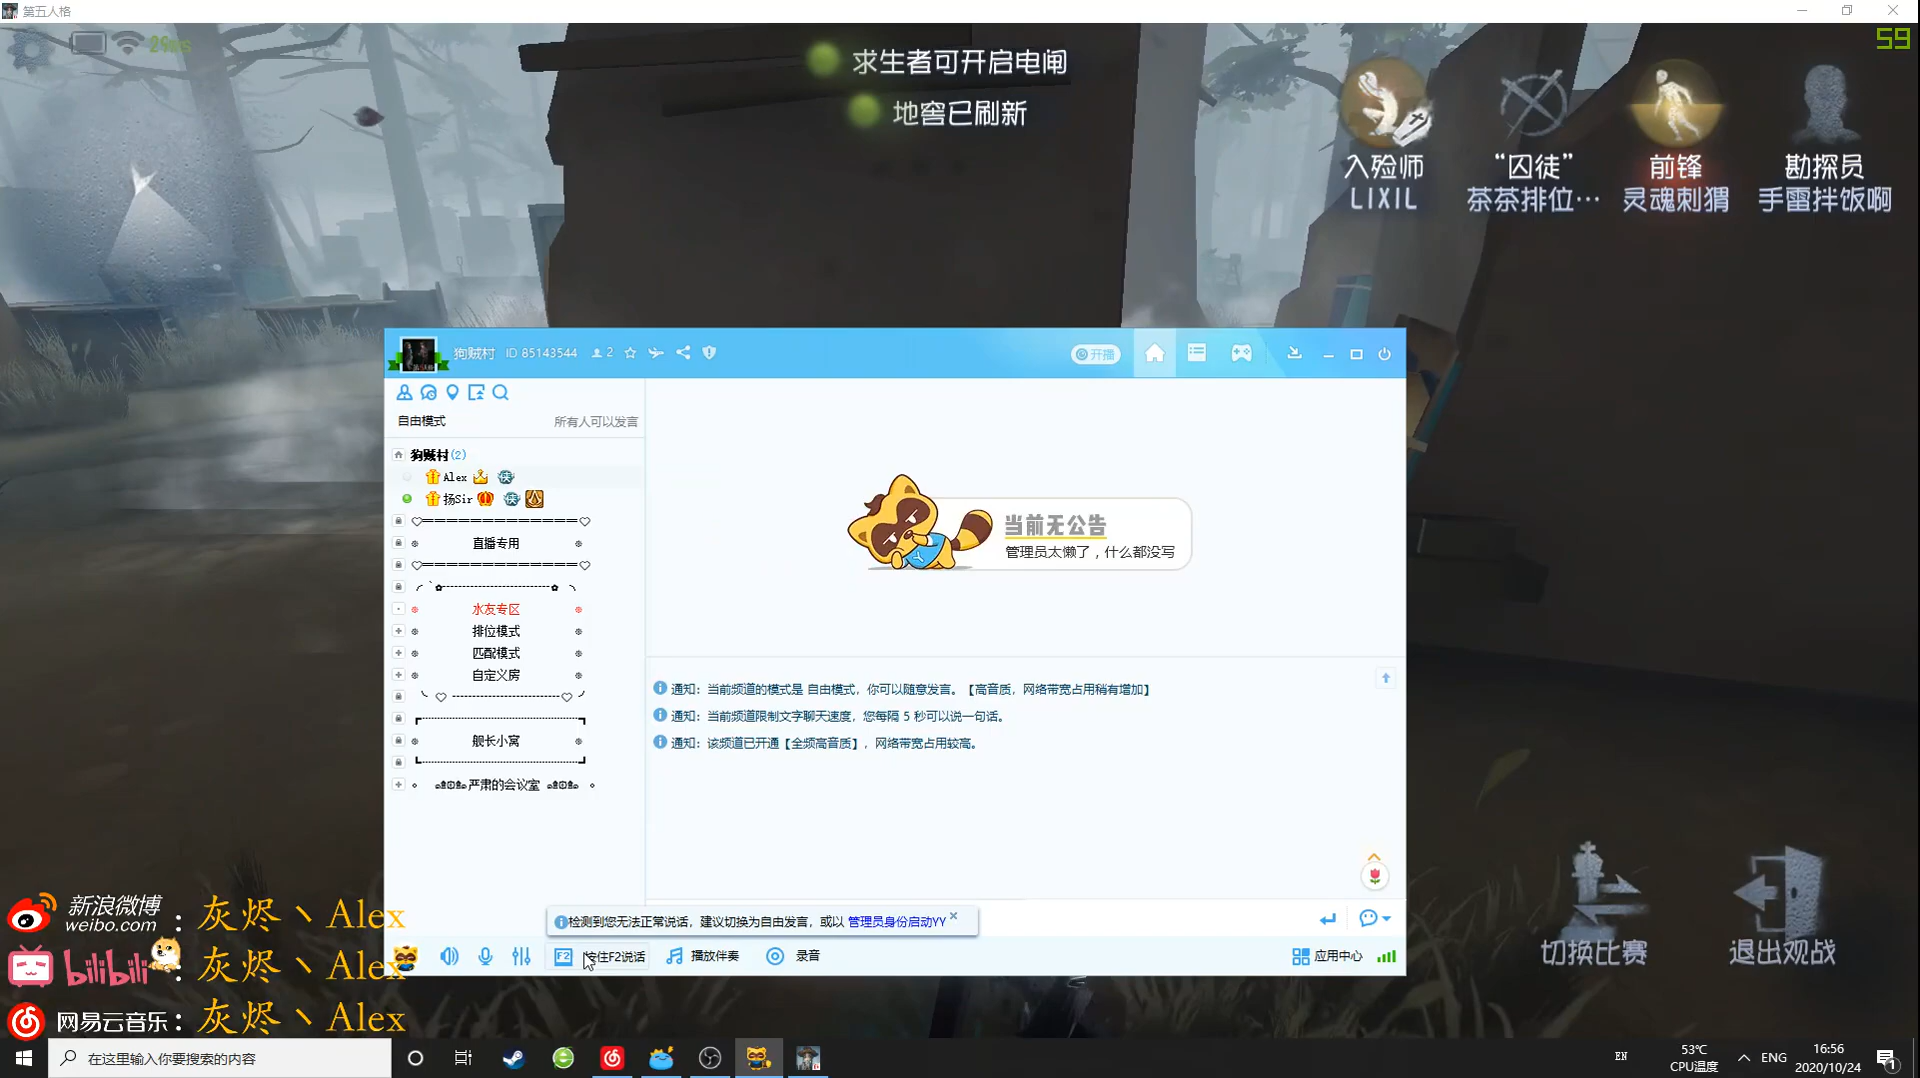 第五人格
29ms
59
求生者可开启电闸
地窖已刷新
入殓师
LIXIL
“囚徒”
茶茶排位…
前锋
灵魂刺猬
勘探员
手雷拌饭啊
狗贼村 ID 85143544 2
开播
自由模式 所有人可以发言
狗贼村(2)
Alex 侠
扬Sir 侠
直播专用
水友专区
排位模式
匹配模式
自定义房
舰长小窝
严肃的会议室
当前无公告
管理员太懒了，什么都没写
通知：当前频道的模式是 自由模式，你可以随意发言。【高音质，网络带宽占用稍有增加】
通知：当前频道限制文字聊天速度，您每隔 5 秒可以说一句话。
通知：该频道已开通【全频高音质】，网络带宽占用较高。
检测到您无法正常说话，建议切换为自由发言，或以 管理员身份启动YY
F2 按住F2说话 播放伴奏 录音
应用中心
切换比赛
退出观战
新浪微博
weibo.com
：灰烬丶Alex
bilibili：灰烬丶Alex
网易云音乐：灰烬丶Alex
在这里输入你要搜索的内容
EN
53℃
CPU温度
ENG
16:56
2020/10/24
1